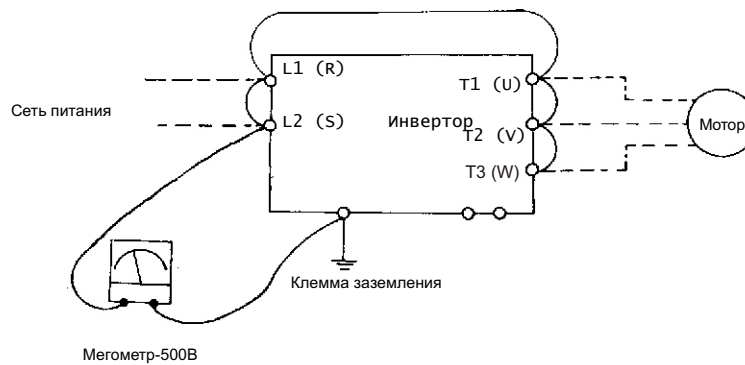 L1 (R)
T1 (U)
Сеть питания
L2 (S)
Инвертор
T2 (V)
Мотор
T3 (W)
Клемма заземления
Мегометр-500В